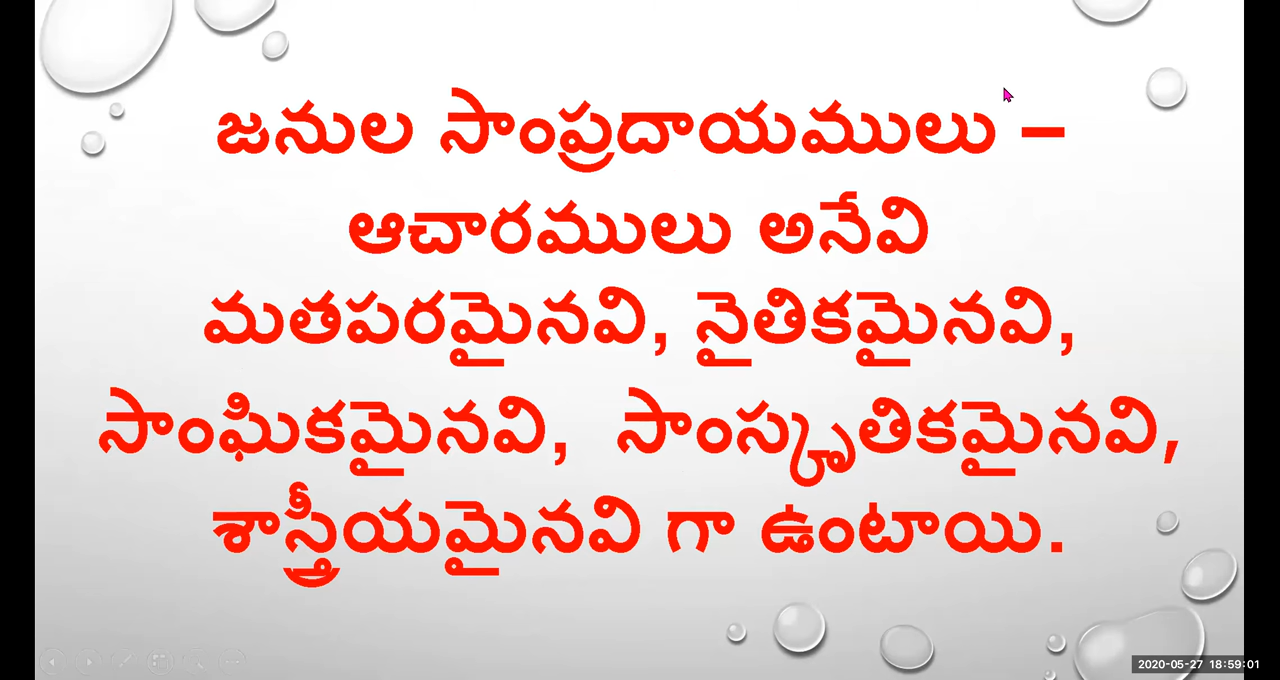 జనుల సాంప్రదాయములు –
ఆచారములు అనేవి
మతపరమైనవి, నైతికమైనవి,
సాంఘికమైనవి, సాంస్కృతికమైనవి,
శాస్త్రీయమైనవి గా ఉంటాయి.
2020-05-27 18:59:01